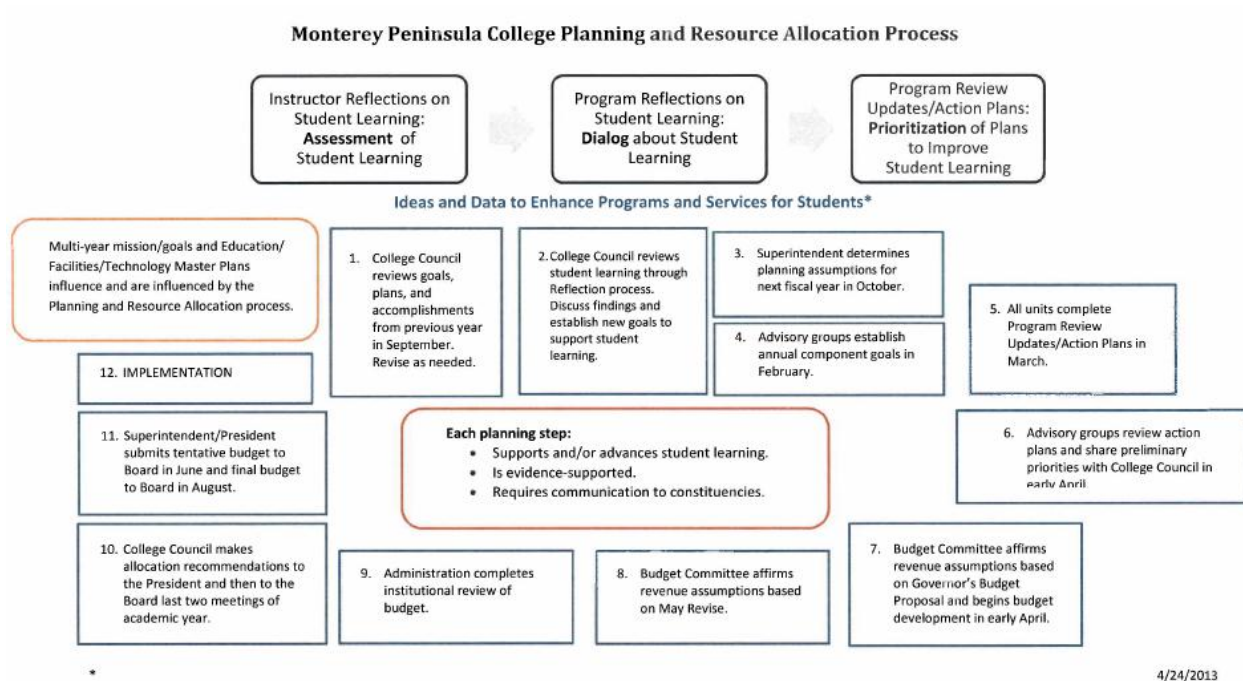 Monterey Peninsula College Planning and Resource Allocation Process
Instructor Reflections on
Student Learning:
Assessment of
Student Learning
Program Reflections on
Student Learning:
Dialog about Student
Learning
Program Review
Updates/Action Plans:
Prioritization of Plans
to Improve
Student Learning
Ideas and Data to Enhance Programs and Services for Students*
Multi-year mission/goals and Education/
Facilities/Technology Master Plans
influence and are influenced by the
Planning and Resource Allocation process.
1. College Council
reviews goals,
plans, and
accomplishments
from previous year
in September.
Revise as needed.
2. College Council reviews
student learning through
Reflection process.
Discuss findings and
establish new goals to
support student
learning.
3. Superintendent determines
planning assumptions for
next fiscal year in October.
4. Advisory groups establish
annual component goals in
February.
5. All units complete
Program Review
Updates/Action Plans in
March.
6. Advisory groups review action
plans and share preliminary
priorities with College Council in
early April
12. IMPLEMENTATION
11. Superintendent/President
submits tentative budget to
Board in June and final budget
to Board in August.
Each planning step:
• Supports and/or advances student learning.
• Is evidence-supported.
• Requires communication to constituencies.
10. College Council makes
allocation recommendations to
the President and then to the
Board last two meetings of
academic year.
9. Administration completes
institutional review of
budget.
8. Budget Committee affirms
revenue assumptions based
on May Revise.
7. Budget Committee affirms
revenue assumptions based
on Governor's Budget
Proposal and begins budget
development in early April.
*
4/24/2013